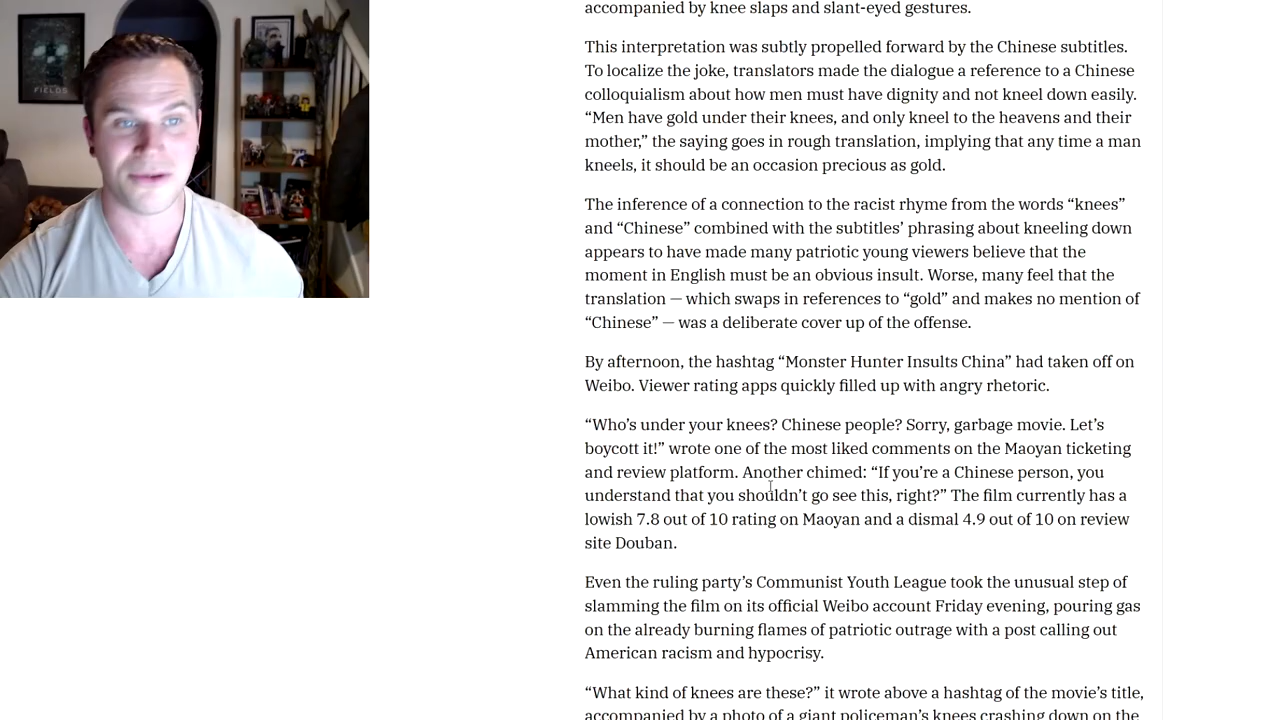 FIELDS
accompanied by knee slaps and slant-eyed gestures.
This interpretation was subtly propelled forward by the Chinese subtitles.
To localize the joke, translators made the dialogue a reference to a Chinese
colloquialism about how men must have dignity and not kneel down easily.
“Men have gold under their knees, and only kneel to the heavens and their
mother,” the saying goes in rough translation, implying that any time a man
kneels, it should be an occasion precious as gold.
The inference of a connection to the racist rhyme from the words “knees”
and “Chinese” combined with the subtitles’ phrasing about kneeling down
appears to have made many patriotic young viewers believe that the
moment in English must be an obvious insult. Worse, many feel that the
translation — which swaps in references to “gold” and makes no mention of
“Chinese” — was a deliberate cover up of the offense.
By afternoon, the hashtag “Monster Hunter Insults China” had taken off on
Weibo. Viewer rating apps quickly filled up with angry rhetoric.
“Who’s under your knees? Chinese people? Sorry, garbage movie. Let’s
boycott it!” wrote one of the most liked comments on the Maoyan ticketing
and review platform. Another chimed: “If you’re a Chinese person, you
understand that you shouldn’t go see this, right?” The film currently has a
lowish 7.8 out of 10 rating on Maoyan and a dismal 4.9 out of 10 on review
site Douban.
Even the ruling party’s Communist Youth League took the unusual step of
slamming the film on its official Weibo account Friday evening, pouring gas
on the already burning flames of patriotic outrage with a post calling out
American racism and hypocrisy.
“What kind of knees are these?” it wrote above a hashtag of the movie’s title,
accompanied by a photo of a giant policeman’s knees crashing down on the